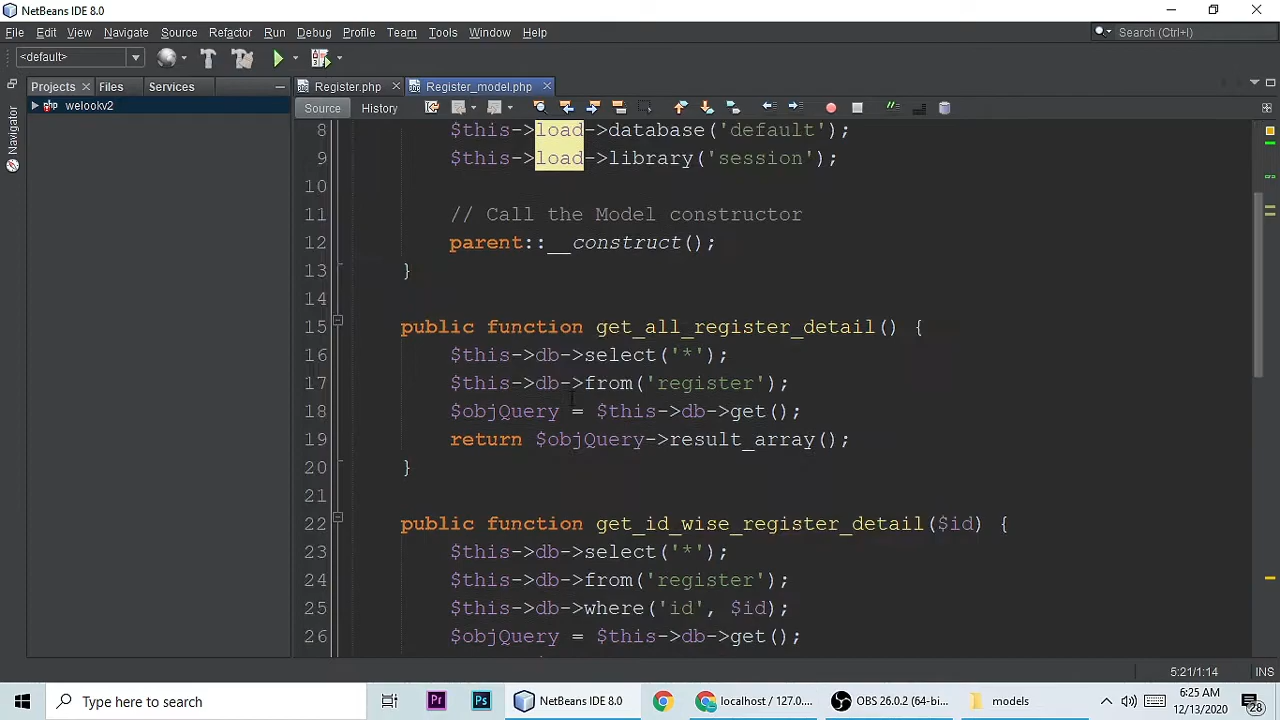 NetBeans IDE 8.0
File Edit View Navigate Source Refactor Run Debug Profile Team Tools Window Help
Search (Ctrl+I)
<default>
Projects Files Services
Register.php Register_model.php
welookv2
Source History
Navigator
8 $this->load->database('default');
9 $this->load->library('session');
10
11 // Call the Model constructor
12 parent::__construct();
13 }
14
15 public function get_all_register_detail() {
16 $this->db->select('*');
17 $this->db->from('register');
18 $objQuery = $this->db->get();
19 return $objQuery->result_array();
20 }
21
22 public function get_id_wise_register_detail($id) {
23 $this->db->select('*');
24 $this->db->from('register');
25 $this->db->where('id', $id);
26 $objQuery = $this->db->get();
5:21/1:14 INS
Type here to search
Pr
Ps
NetBeans IDE 8.0
localhost / 127.0....
OBS 26.0.2 (64-bi...
models
6:25 AM
12/13/2020
28